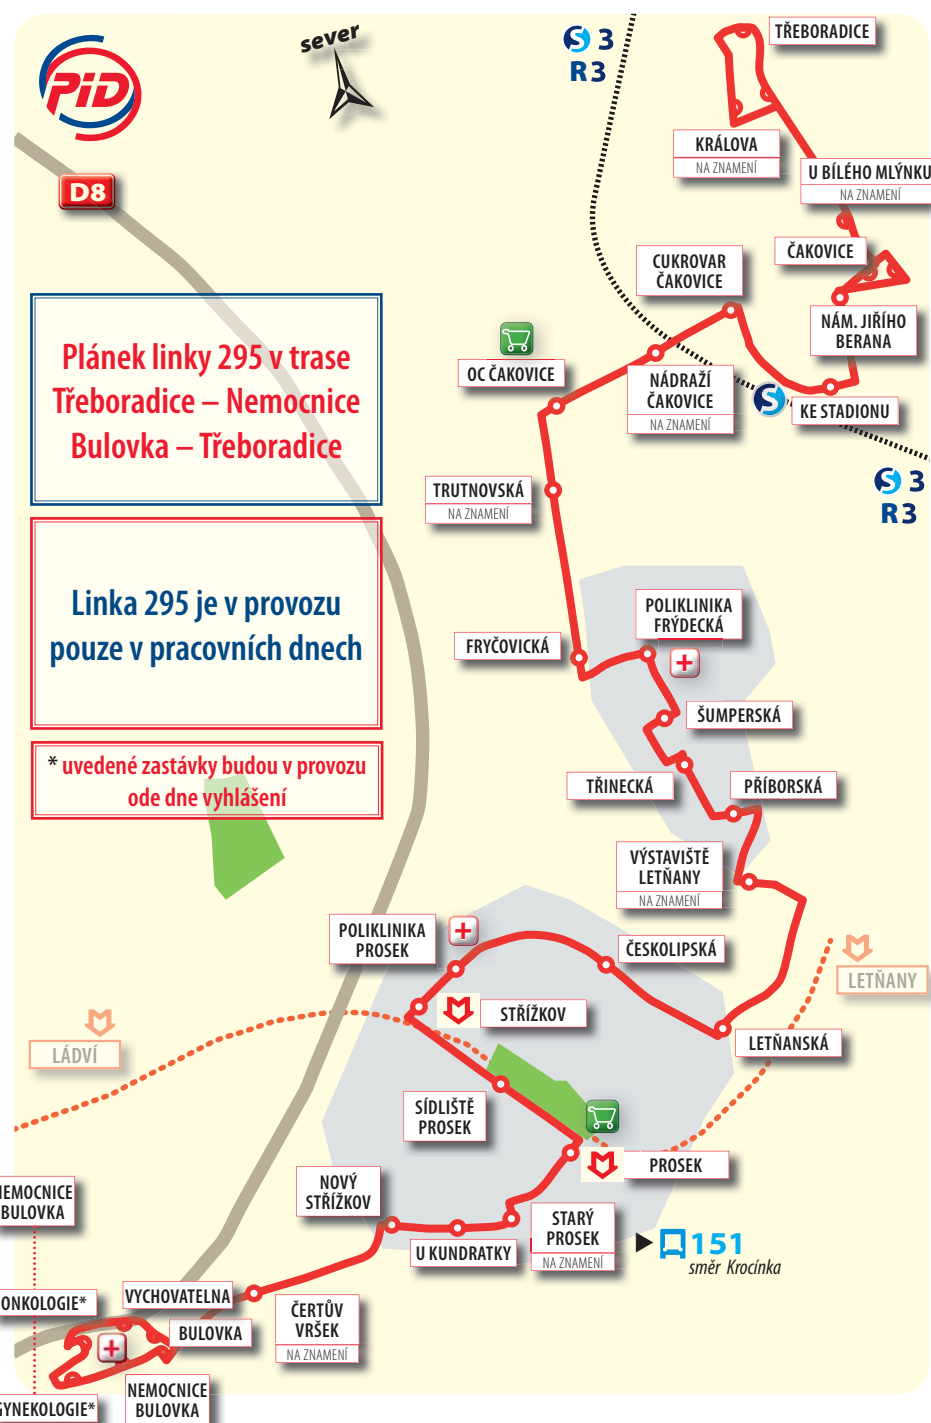 sever
PiD
S 3
R3
D8
TŘEBORADICE
KRÁLOVA
NA ZNAMENÍ
U BÍLÉHO MLÝNKU
NA ZNAMENÍ
ČAKOVICE
CUKROVAR
ČAKOVICE
NÁM. JIŘÍHO
BERANA
Plánek linky 295 v trase
Třeboradice – Nemocnice
Bulovka – Třeboradice
OC ČAKOVICE
NÁDRAŽÍ
ČAKOVICE
NA ZNAMENÍ
S
KE STADIONU
S 3
R3
TRUTNOVSKÁ
NA ZNAMENÍ
Linka 295 je v provozu
pouze v pracovních dnech
POLIKLINIKA
FRÝDECKÁ
FRYČOVICKÁ
ŠUMPERSKÁ
* uvedené zastávky budou v provozu
ode dne vyhlášení
TŘINECKÁ
PŘÍBORSKÁ
VÝSTAVIŠTĚ
LETŇANY
NA ZNAMENÍ
POLIKLINIKA
PROSEK
ČESKOLIPSKÁ
LETŇANY
STŘÍŽKOV
LÁDVÍ
LETŇANSKÁ
SÍDLIŠTĚ
PROSEK
PROSEK
NOVÝ
STŘÍŽKOV
NEMOCNICE
BULOVKA
STARÝ
PROSEK
NA ZNAMENÍ
U KUNDRATKY
151
směr Krocínka
ONKOLOGIE*
VYCHOVATELNA
BULOVKA
ČERTŮV
VRŠEK
NA ZNAMENÍ
NEMOCNICE
BULOVKA
GYNEKOLOGIE*